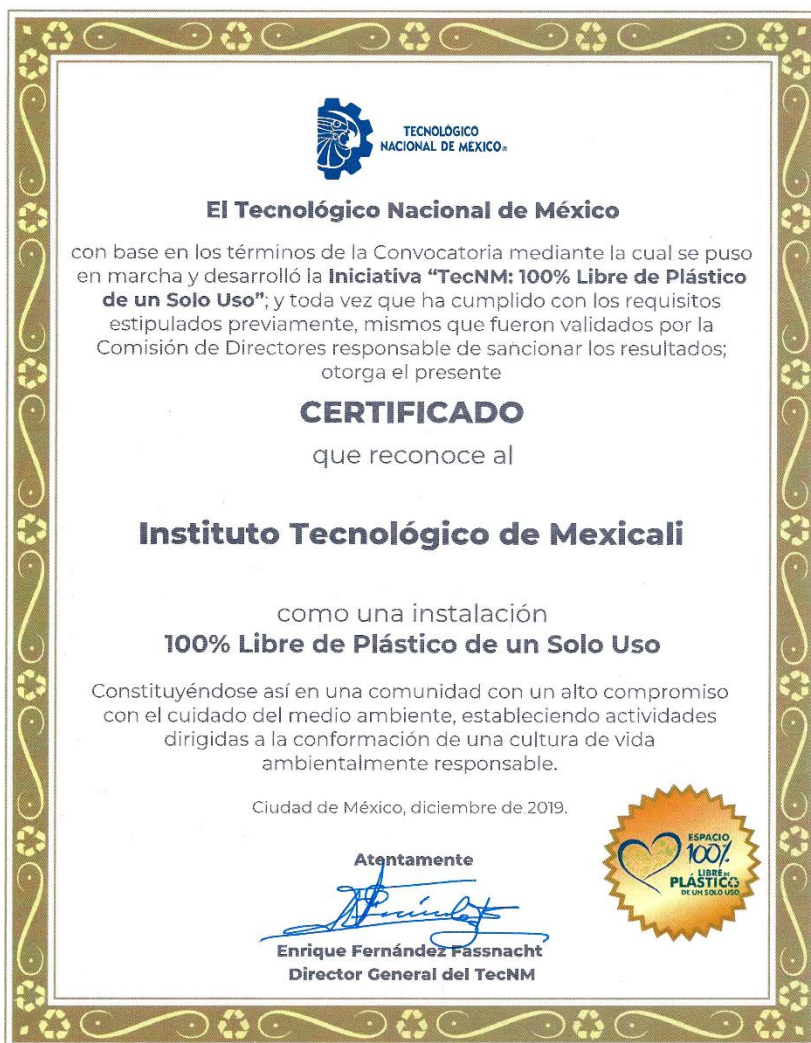 TECNOLÓGICO
NACIONAL DE MÉXICO®
El Tecnológico Nacional de México
con base en los términos de la Convocatoria mediante la cual se puso
en marcha y desarrolló la Iniciativa “TecNM: 100% Libre de Plástico
de un Solo Uso”; y toda vez que ha cumplido con los requisitos
estipulados previamente, mismos que fueron validados por la
Comisión de Directores responsable de sancionar los resultados;
otorga el presente
CERTIFICADO
que reconoce al
Instituto Tecnológico de Mexicali
como una instalación
100% Libre de Plástico de un Solo Uso
Constituyéndose así en una comunidad con un alto compromiso
con el cuidado del medio ambiente, estableciendo actividades
dirigidas a la conformación de una cultura de vida
ambientalmente responsable.
Ciudad de México, diciembre de 2019.
Atentamente
Enrique Fernández Fassnacht
Director General del TecNM
ESPACIO
100%
LIBRE DE
PLÁSTICO
DE UN SOLO USO